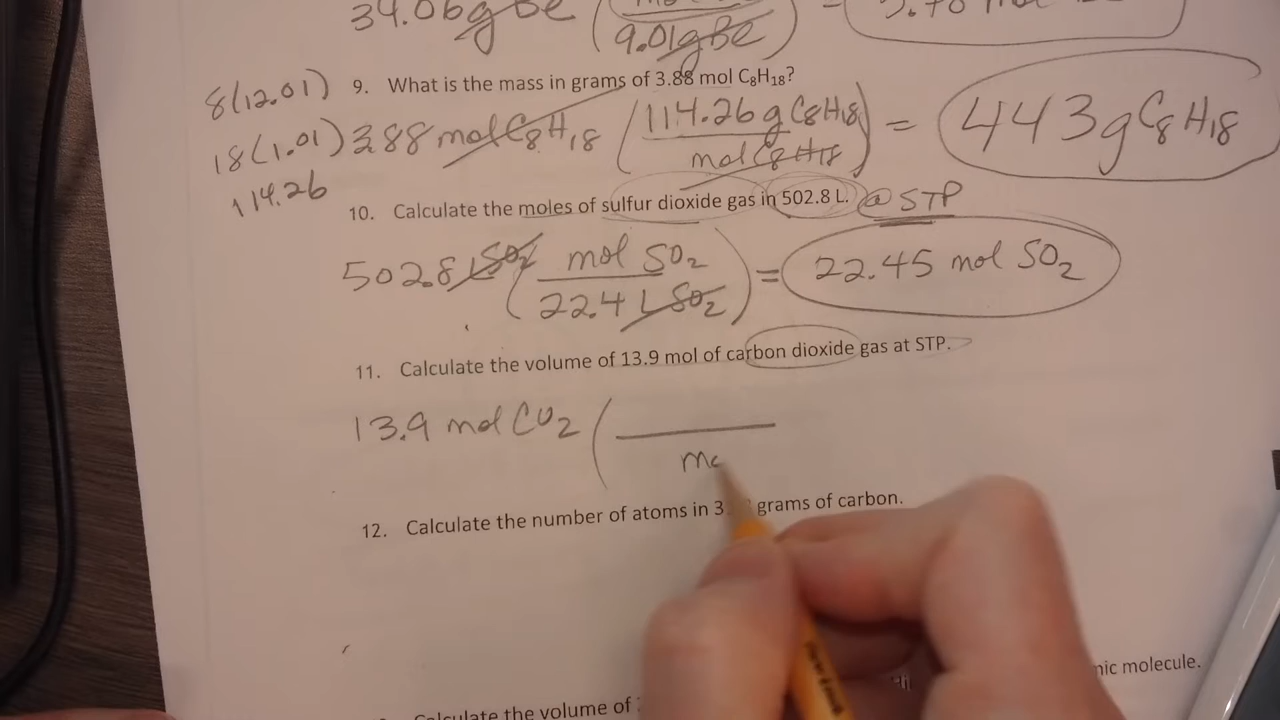 34.06g Be
9.01g Be
8(12.01) 9. What is the mass in grams of 3.88 mol C8H18?
18(1.01) 3.88 mol C8H18 (114.26 g C8H18 = 443g C8H18
mol C8H18)
114.26
10. Calculate the moles of sulfur dioxide gas in 502.8 L. @ STP
502.8 L SO2 (mol SO2 = 22.45 mol SO2
22.4 L SO2)
11. Calculate the volume of 13.9 mol of carbon dioxide gas at STP.
13.9 mol CO2 (
mo
12. Calculate the number of atoms in 3 grams of carbon.
molecule.
Calculate the volume of